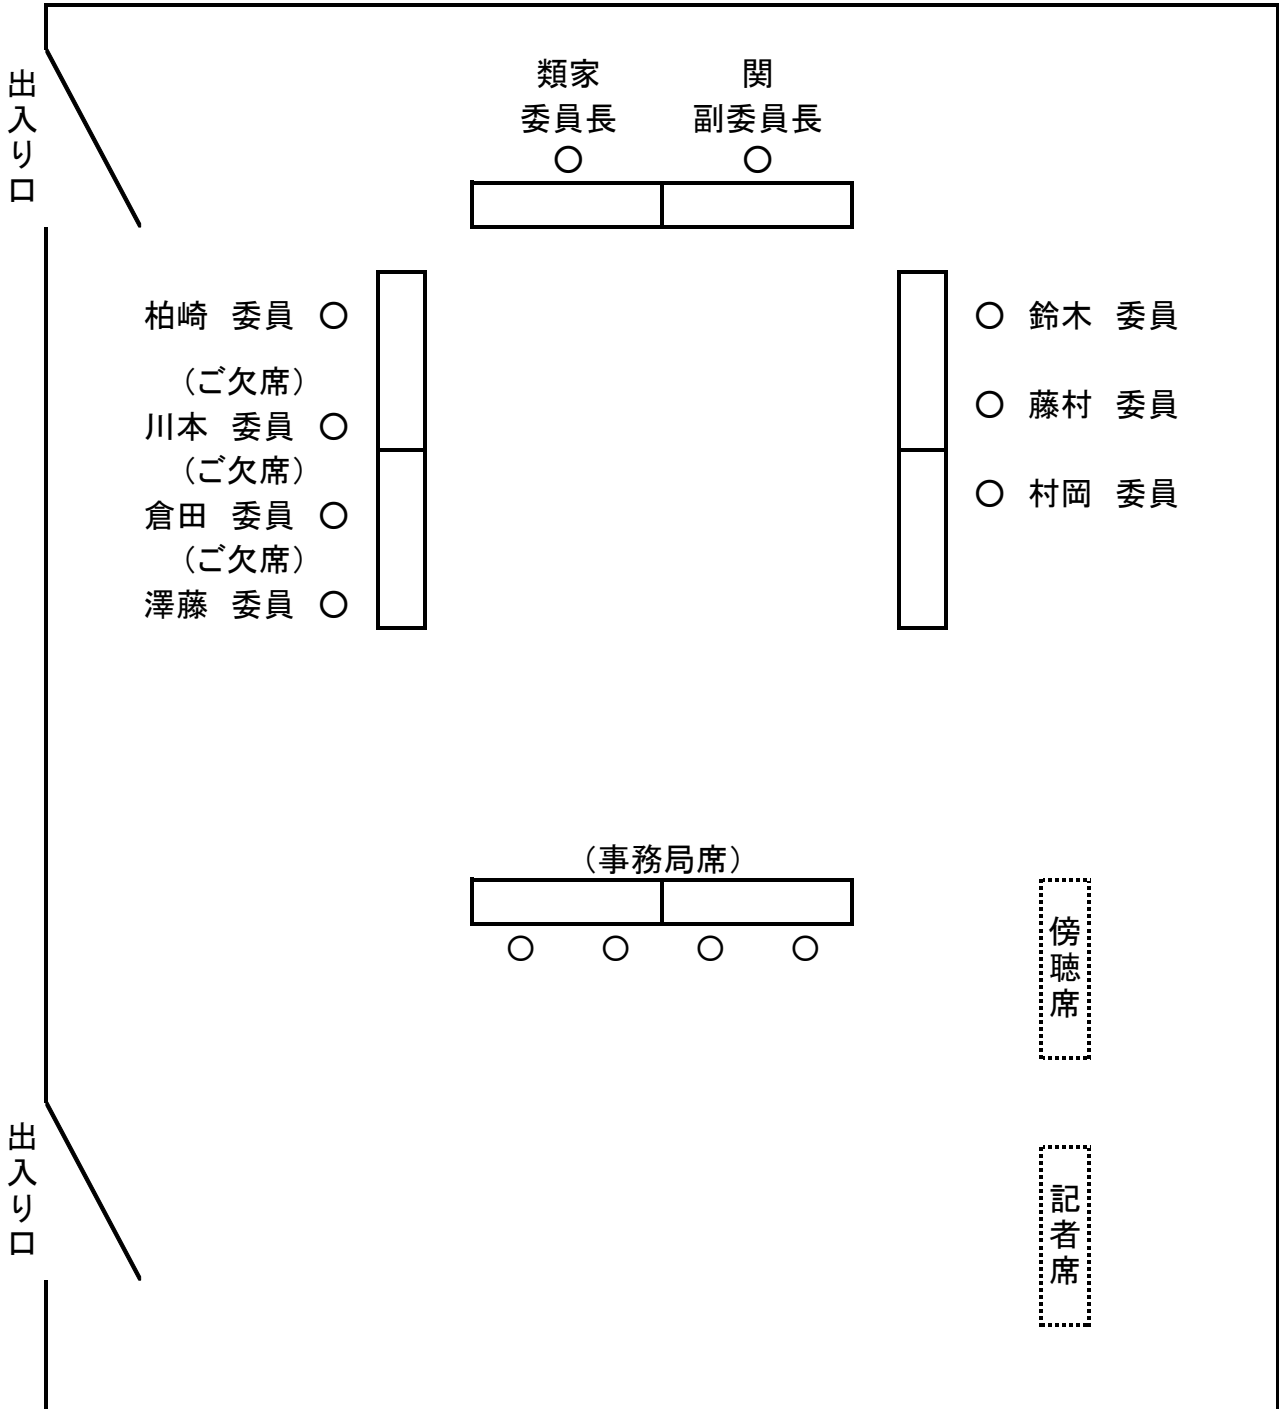 出入り口
類家　関
委員長　副委員長
○　○
柏崎　委員　○　○　鈴木　委員
（ご欠席）
川本　委員　○　○　藤村　委員
（ご欠席）
倉田　委員　○　○　村岡　委員
（ご欠席）
澤藤　委員　○
（事務局席）
○　○　○　○
傍聴席
出入り口
記者席